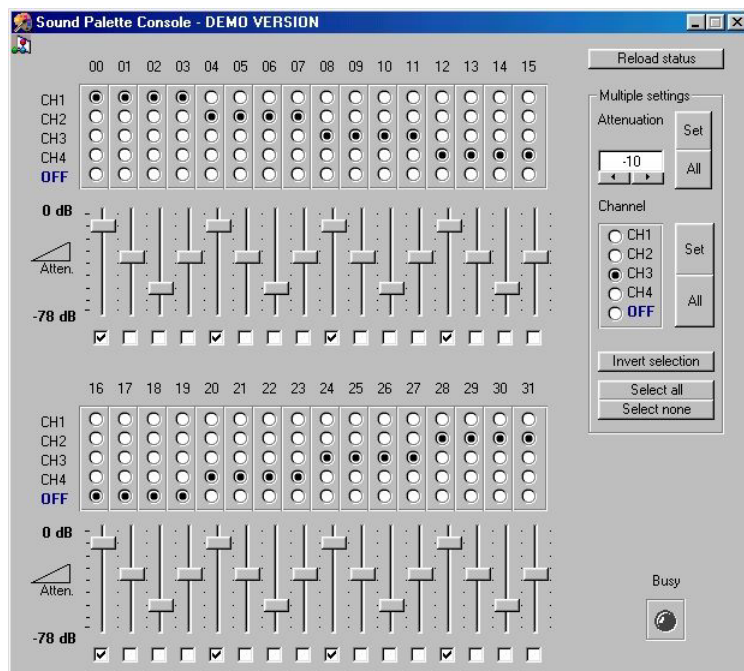 Sound Palette Console - DEMO VERSION
00 01 02 03 04 05 06 07 08 09 10 11 12 13 14 15
CH1
CH2
CH3
CH4
OFF
0 dB
Atten.
-78 dB
16 17 18 19 20 21 22 23 24 25 26 27 28 29 30 31
CH1
CH2
CH3
CH4
OFF
0 dB
Atten.
-78 dB
Reload status
Multiple settings
Attenuation
Set
-10
All
Channel
CH1
CH2
CH3
CH4
OFF
Set
All
Invert selection
Select all
Select none
Busy